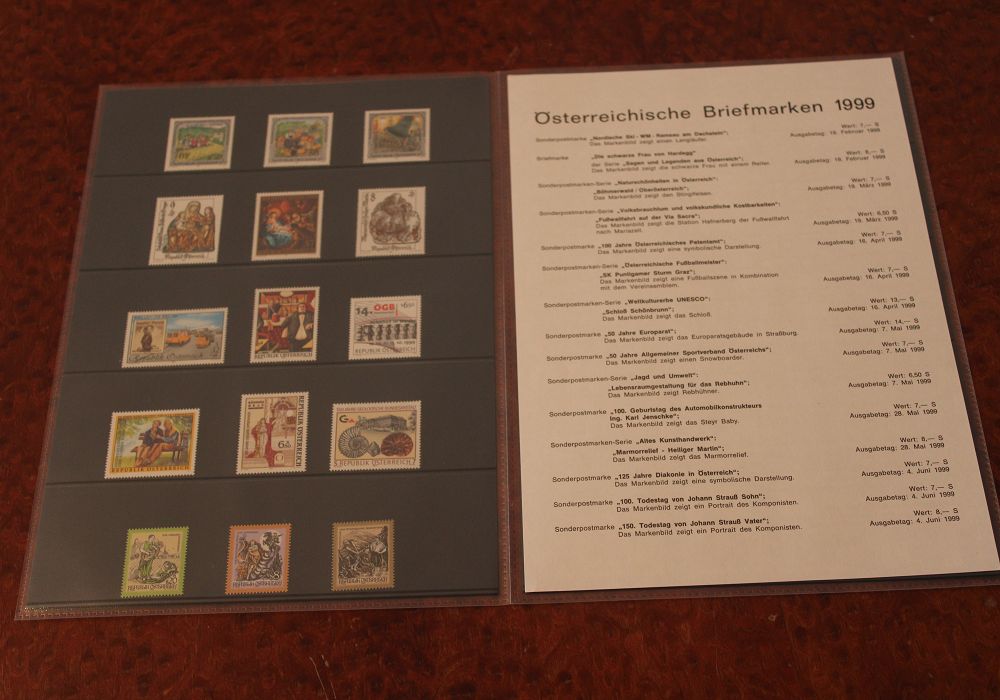 14. ÖGB
REPUBLIK ÖSTERREICH
REPUBLIK ÖSTERREICH
REPUBLIK ÖSTERREICH
REPUBLIK ÖSTERREICH
REPUBLIK ÖSTERREICH
Österreichische Briefmarken 1999
Sonderpostmarke „Nordische Ski - WM - Ramsau am Dachstein";
Wert: 7,— S
Das Markenbild zeigt einen Langläufer.
Ausgabetag: 19. Februar 1999
Briefmarke „Die schwarze Frau von Hardegg"
Wert: 8,— S
der Serie „Sagen und Legenden aus Österreich";
Ausgabetag: 19. Februar 1999
Das Markenbild zeigt die schwarze Frau mit einem Reiter.
Sonderpostmarken-Serie „Naturschönheiten in Österreich";
Wert: 7,— S
„Böhmerwald / Oberösterreich";
Ausgabetag: 19. März 1999
Das Markenbild zeigt den Stinglfelsen.
Sonderpostmarken-Serie „Volksbrauchtum und volkskundliche Kostbarkeiten";
„Fußwallfahrt auf der Via Sacra";
Wert: 6,50 S
Das Markenbild zeigt die Station Hafnerberg der Fußwallfahrt
Ausgabetag: 19. März 1999
nach Mariazell.
Sonderpostmarke „100 Jahre Österreichisches Patentamt";
Wert: 7,— S
Das Markenbild zeigt eine symbolische Darstellung.
Ausgabetag: 16. April 1999
Sonderpostmarken-Serie „Österreichische Fußballmeister";
„SK Puntigamer Sturm Graz";
Wert: 7,— S
Das Markenbild zeigt eine Fußballszene in Kombination
Ausgabetag: 16. April 1999
mit dem Vereinsemblem.
Sonderpostmarken-Serie „Weltkulturerbe UNESCO";
Wert: 13,— S
„Schloß Schönbrunn";
Ausgabetag: 16. April 1999
Das Markenbild zeigt das Schloß.
Sonderpostmarke „50 Jahre Europarat";
Wert: 14,— S
Das Markenbild zeigt das Europaratsgebäude in Straßburg.
Ausgabetag: 7. Mai 1999
Sonderpostmarke „50 Jahre Allgemeiner Sportverband Österreichs";
Wert: 7,— S
Das Markenbild zeigt einen Snowboarder.
Ausgabetag: 7. Mai 1999
Sonderpostmarken-Serie „Jagd und Umwelt";
Wert: 6,50 S
„Lebensraumgestaltung für das Rebhuhn";
Ausgabetag: 7. Mai 1999
Das Markenbild zeigt Rebhühner.
Sonderpostmarke „100. Geburtstag des Automobilkonstrukteurs
Wert: 7,— S
Ing. Karl Jenschke";
Ausgabetag: 28. Mai 1999
Das Markenbild zeigt das Steyr Baby.
Sonderpostmarken-Serie „Altes Kunsthandwerk";
Wert: 8,— S
„Marmorrelief - Heiliger Martin";
Ausgabetag: 28. Mai 1999
Das Markenbild zeigt das Marmorrelief.
Sonderpostmarke „125 Jahre Diakonie in Österreich";
Wert: 7,— S
Das Markenbild zeigt eine symbolische Darstellung.
Ausgabetag: 4. Juni 1999
Sonderpostmarke „100. Todestag von Johann Strauß Sohn";
Wert: 7,— S
Das Markenbild zeigt ein Portrait des Komponisten.
Ausgabetag: 4. Juni 1999
Sonderpostmarke „150. Todestag von Johann Strauß Vater";
Wert: 8,— S
Das Markenbild zeigt ein Portrait des Komponisten.
Ausgabetag: 4. Juni 1999